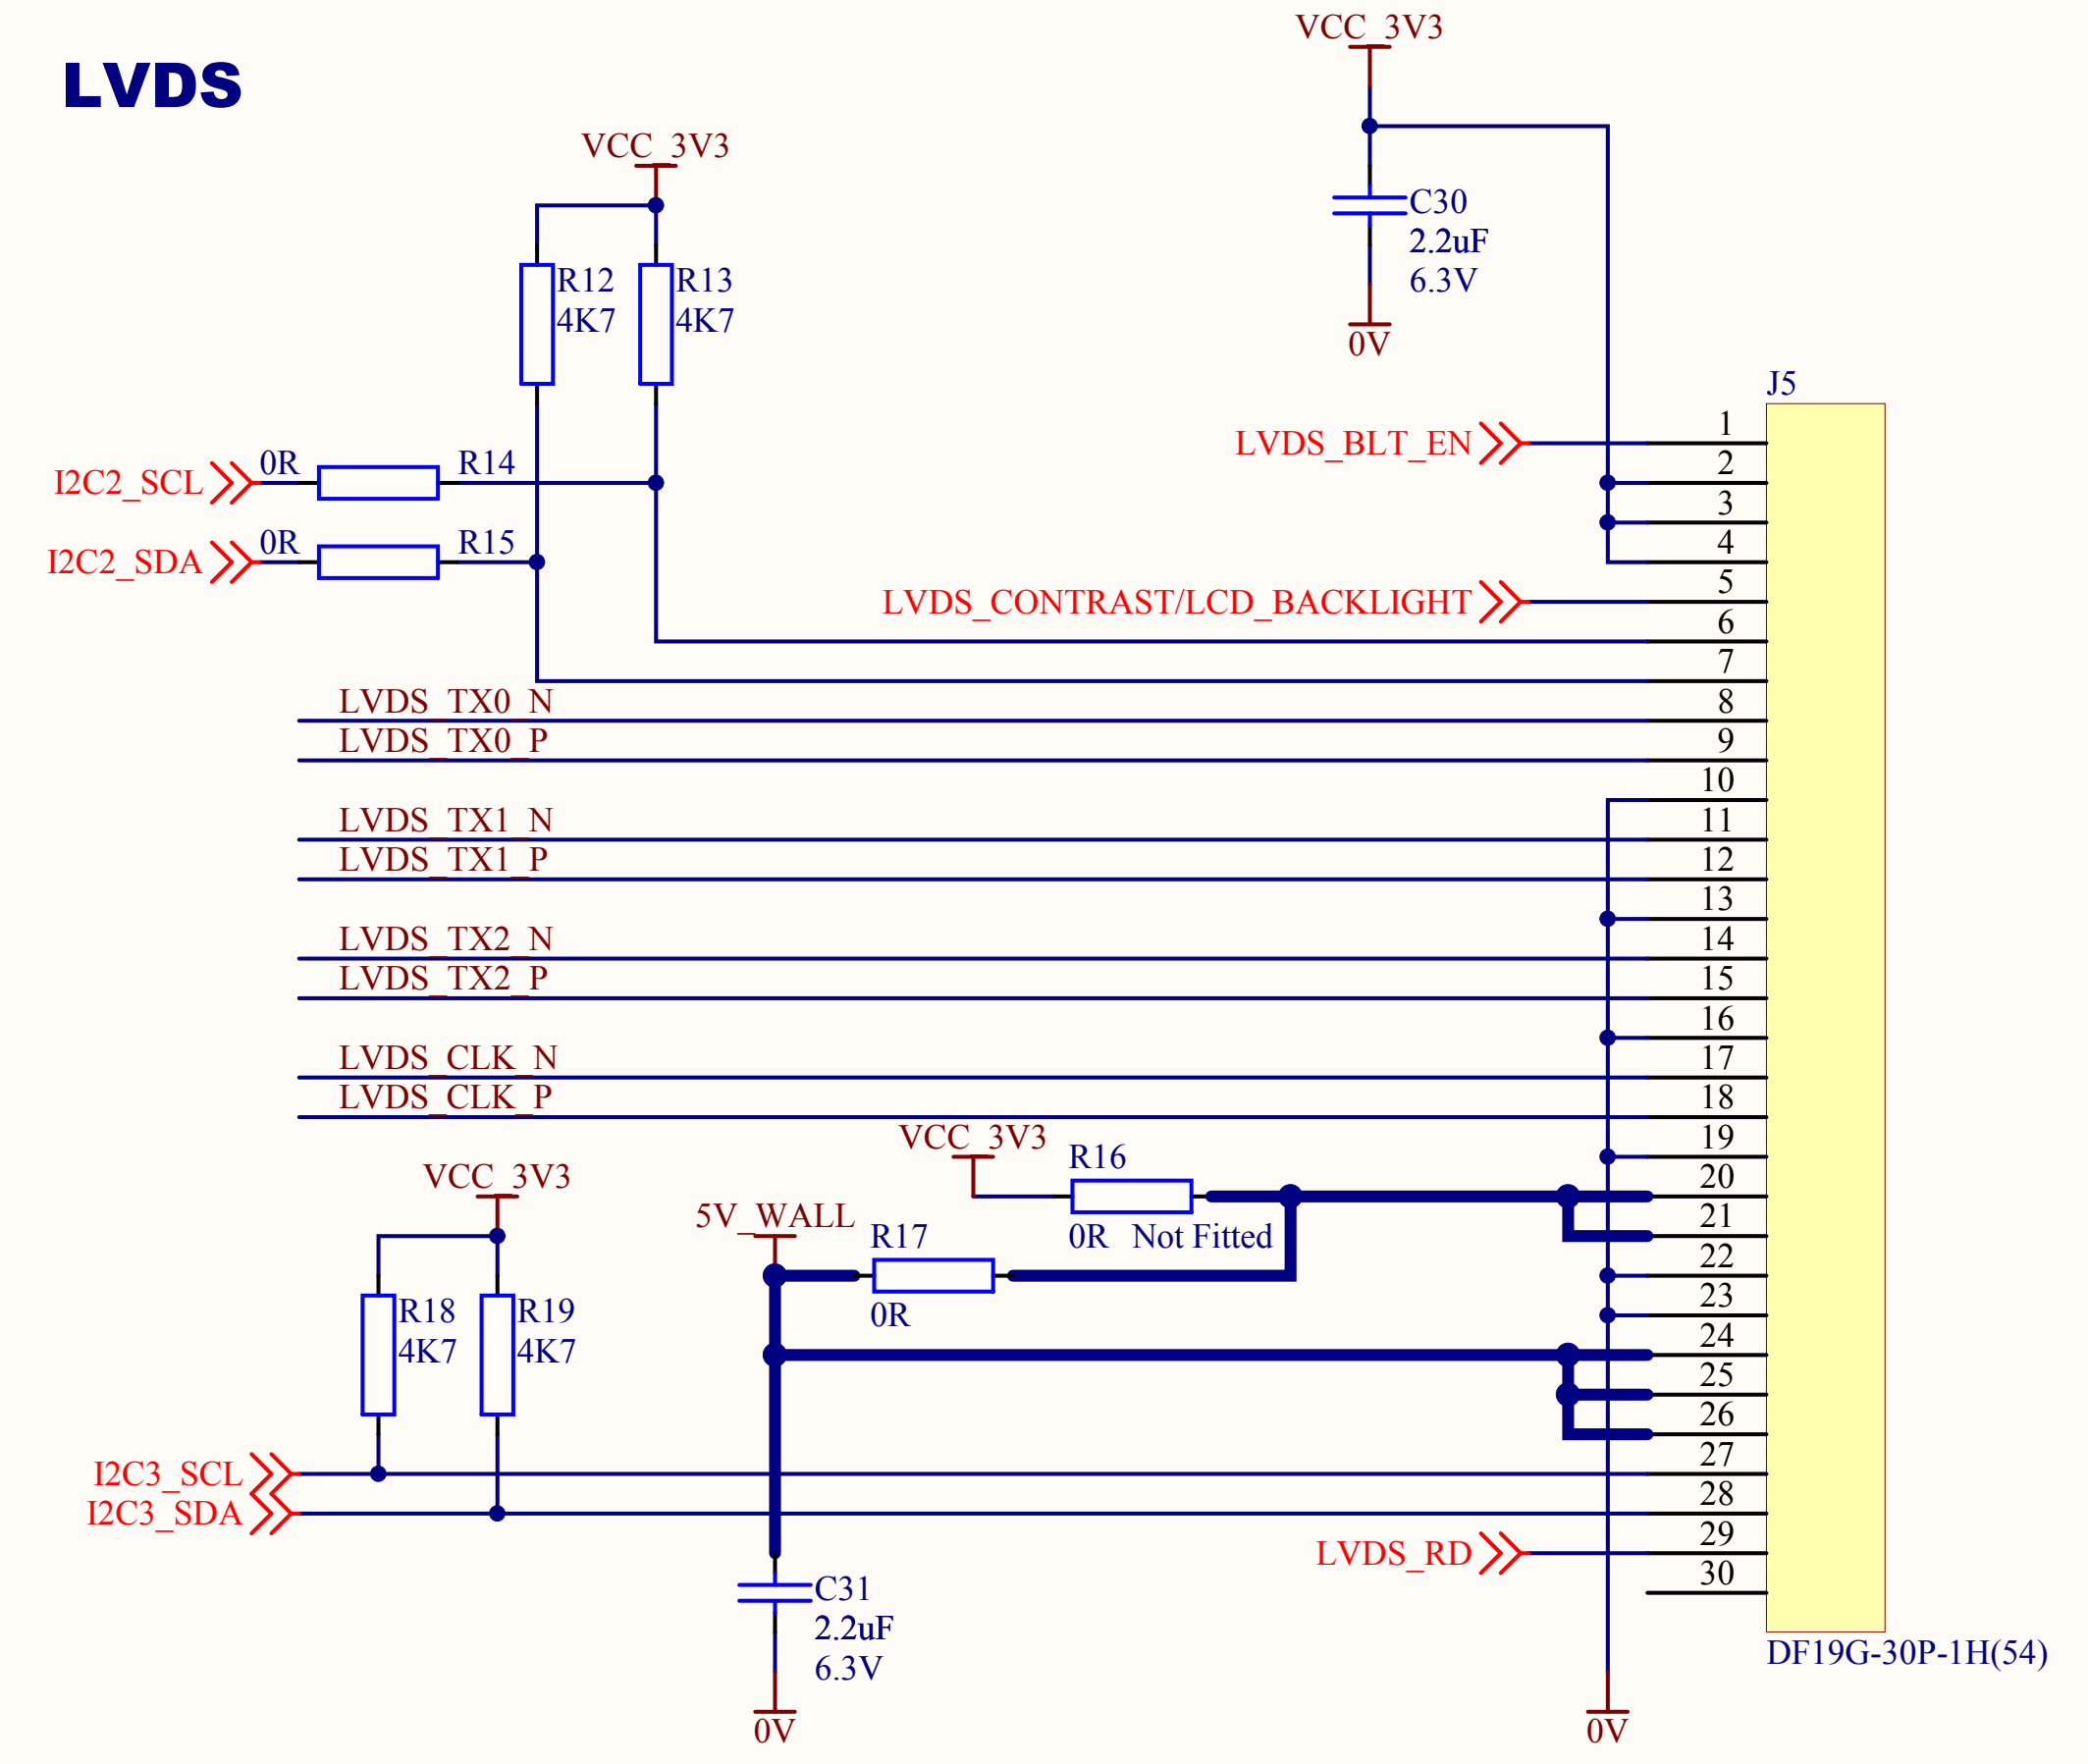 LVDS
VCC_3V3
VCC_3V3
C30
2.2uF
6.3V
0V
R12
4K7
R13
4K7
J5
I2C2_SCL
0R
R14
I2C2_SDA
0R
R15
LVDS_BLT_EN
LVDS_CONTRAST/LCD_BACKLIGHT
1
2
3
4
5
6
7
8
9
10
11
12
13
14
15
16
17
18
19
20
21
22
23
24
25
26
27
28
29
30
LVDS_TX0_N
LVDS_TX0_P
LVDS_TX1_N
LVDS_TX1_P
LVDS_TX2_N
LVDS_TX2_P
LVDS_CLK_N
LVDS_CLK_P
VCC_3V3
R16
0R Not Fitted
VCC_3V3
5V_WALL
R17
0R
R18
4K7
R19
4K7
I2C3_SCL
I2C3_SDA
LVDS_RD
C31
2.2uF
6.3V
0V
0V
DF19G-30P-1H(54)